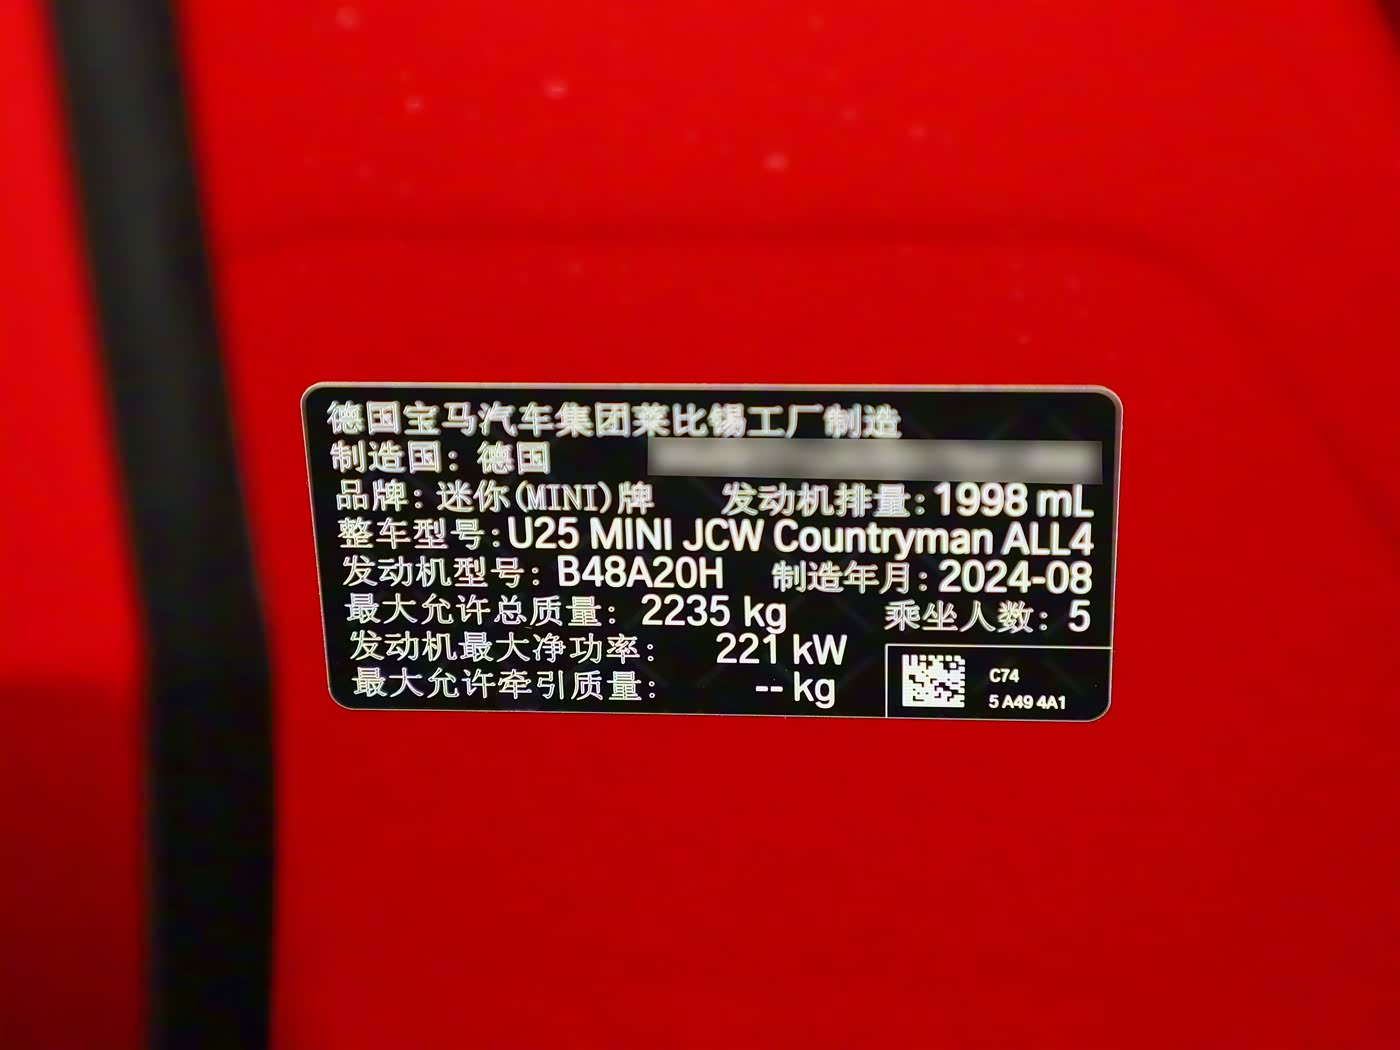 德国宝马汽车集团莱比锡工厂制造
制造国：德国
品牌：迷你(MINI)牌 发动机排量:1998 mL
整车型号:U25 MINI JCW Countryman ALL4
发动机型号：B48A20H 制造年月:2024-08
最大允许总质量：2235 kg 乘坐人数：5
发动机最大净功率： 221 kW
最大允许牵引质量： -- kg
C74
5 A49 4A1